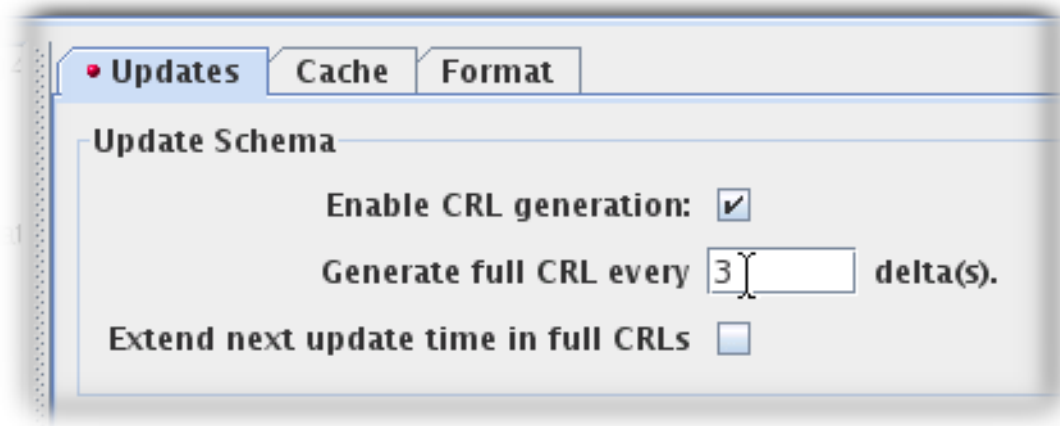 Updates Cache Format
Update Schema
Enable CRL generation:
Generate full CRL every 3 delta(s).
Extend next update time in full CRLs